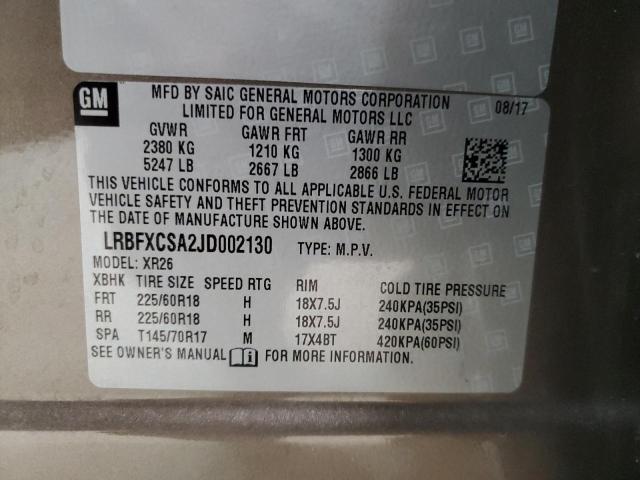 GM
MFD BY SAIC GENERAL MOTORS CORPORATION 08/17
LIMITED FOR GENERAL MOTORS LLC
GVWR GAWR FRT GAWR RR
2380 KG 1210 KG 1300 KG
5247 LB 2667 LB 2866 LB
THIS VEHICLE CONFORMS TO ALL APPLICABLE U.S. FEDERAL MOTOR
VEHICLE SAFETY AND THEFT PREVENTION STANDARDS IN EFFECT ON
THE DATE OF MANUFACTURE SHOWN ABOVE.
LRBFXCSA2JD002130 TYPE: M.P.V.
MODEL: XR26
XBHK TIRE SIZE SPEED RTG RIM COLD TIRE PRESSURE
FRT 225/60R18 H 18X7.5J 240KPA(35PSI)
RR 225/60R18 H 18X7.5J 240KPA(35PSI)
SPA T145/70R17 M 17X4BT 420KPA(60PSI)
SEE OWNER'S MANUAL FOR MORE INFORMATION.